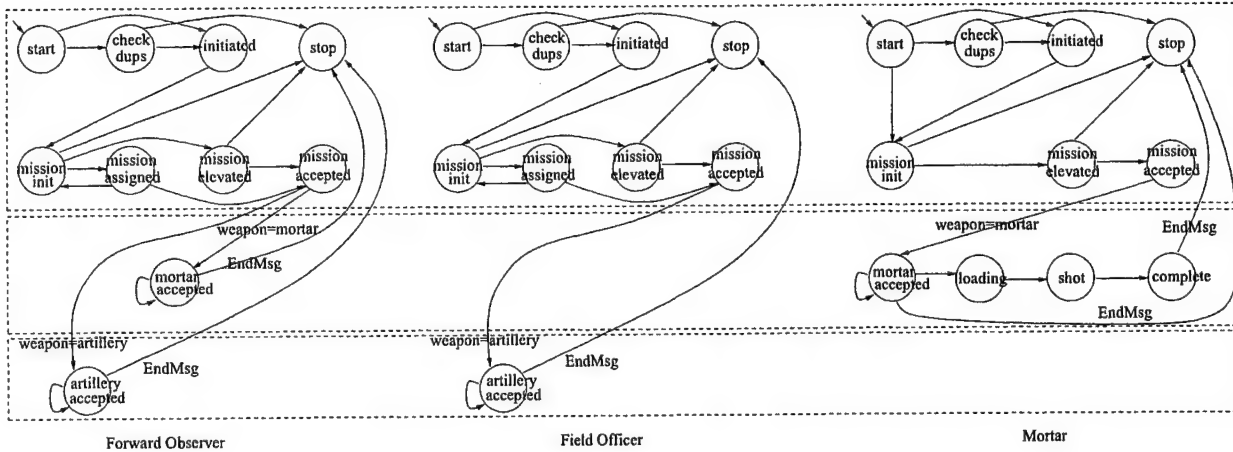 start
check
dups
initiated
stop
mission
init
mission
assigned
mission
elevated
mission
accepted
weapon=mortar
mortar
accepted
EndMsg
weapon=artillery
artillery
accepted
EndMsg
Forward Observer
start
check
dups
initiated
stop
mission
init
mission
assigned
mission
elevated
mission
accepted
weapon=artillery
artillery
accepted
EndMsg
Field Officer
start
check
dups
initiated
stop
mission
init
mission
elevated
mission
accepted
weapon=mortar
EndMsg
mortar
accepted
loading
shot
complete
EndMsg
Mortar